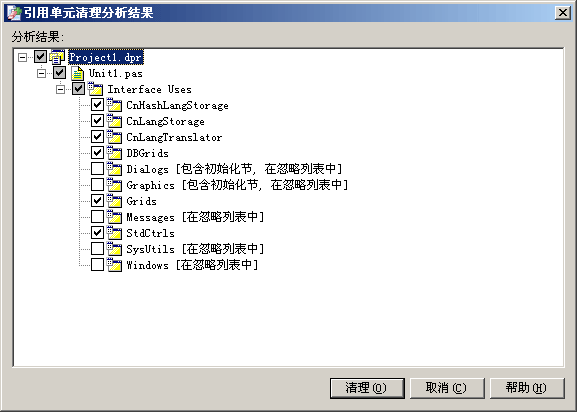 引用单元清理分析结果
分析结果:
Project1.dpr
Unit1.pas
Interface Uses
CnHashLangStorage
CnLangStorage
CnLangTranslator
DBGrids
Dialogs [包含初始化节, 在忽略列表中]
Graphics [包含初始化节, 在忽略列表中]
Grids
Messages [在忽略列表中]
StdCtrls
SysUtils [在忽略列表中]
Windows [在忽略列表中]
清理(O) 取消(C) 帮助(H)